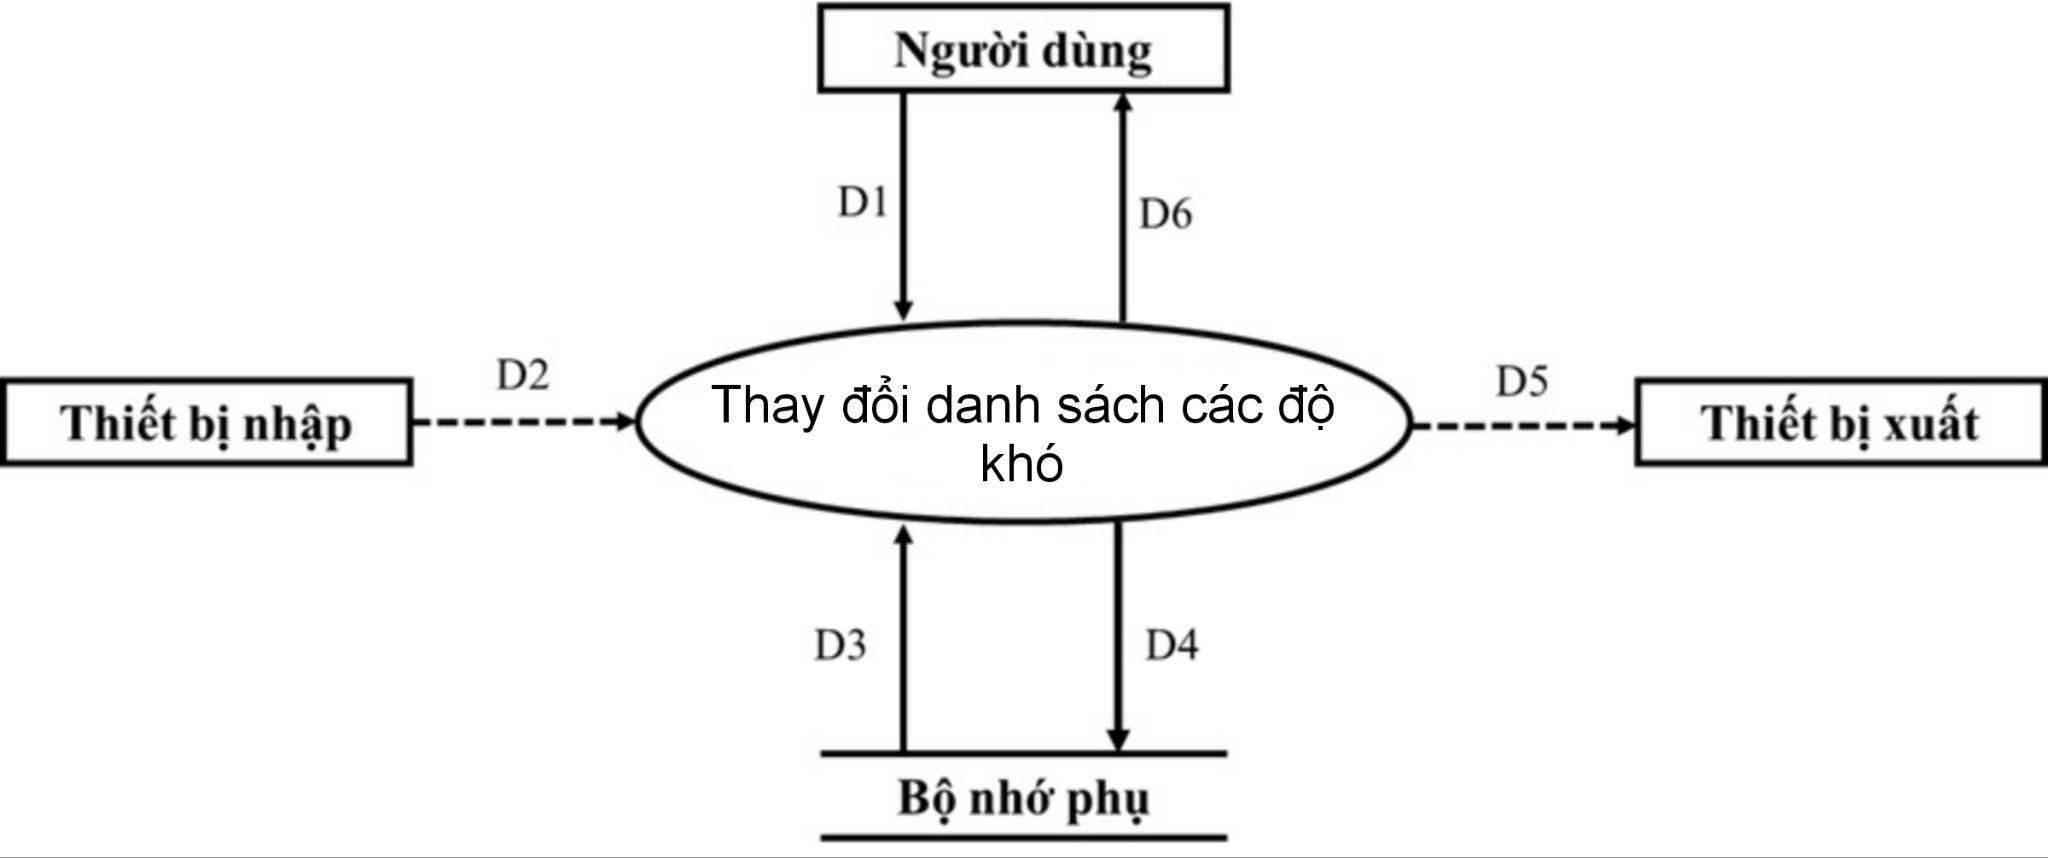 Người dùng
D1
D6
D2
D5
Thiết bị nhập
Thay đổi danh sách các độ
khó
Thiết bị xuất
D3
D4
Bộ nhớ phụ